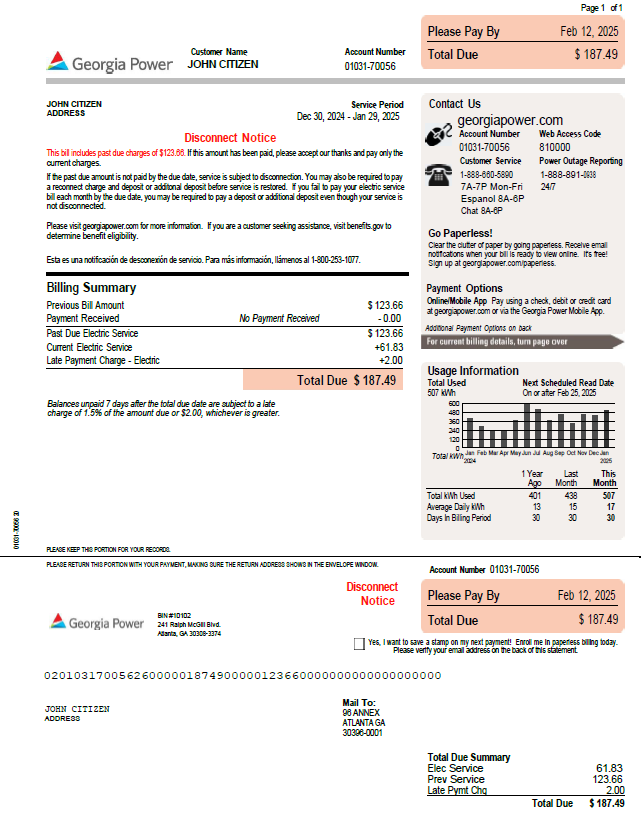 Page 1 of 1
Please Pay By Feb 12, 2025
Total Due $ 187.49
Georgia Power
Customer Name
JOHN CITIZEN
Account Number
01031-70056
JOHN CITIZEN
ADDRESS
Service Period
Dec 30, 2024 - Jan 29, 2025
Disconnect Notice
This bill includes past due charges of $123.66. If this amount has been paid, please accept our thanks and pay only the
current charges.
If the past due amount is not paid by the due date, service is subject to disconnection. You may also be required to pay
a reconnect charge and deposit or additonal deposit before service is restored. If you fail to pay your electric service
bill each month by the due date, you may be required to pay a deposit or additional deposit even though your service is
not disconnected.
Please visit georgiapower.com for more information. If you are a customer seeking assistance, visit benefits.gov to
determine benefit eligibility.
Esta es una notificación de desconexión de servicio. Para más información, llámenos al 1-800-253-1077.
Billing Summary
Previous Bill Amount $ 123.66
Payment Received No Payment Received - 0.00
Past Due Electric Service $ 123.66
Current Electric Service +61.83
Late Payment Charge - Electric +2.00
Total Due $ 187.49
Balances unpaid 7 days after the total due date are subject to a late
charge of 1.5% of the amount due or $2.00, whichever is greater.
Contact Us
georgiapower.com
Account Number Web Access Code
01031-70056 810000
Customer Service Power Outage Reporting
1-888-660-5890 1-888-891-0938
7A-7P Mon-Fri 24/7
Espanol 8A-6P
Chat 8A-6P
Go Paperless!
Clear the clutter of paper by going paperless. Receive email
notifications when your bill is ready to view online. It's free!
Sign up at georgiapower.com/paperless.
Payment Options
Online/Mobile App Pay using a check, debit or credit card
at georgiapower.com or via the Georgia Power Mobile App.
Additional Payment Options on back
For current billing details, turn page over
Usage Information
Total Used Next Scheduled Read Date
507 kWh On or after Feb 25, 2025
600
480
360
240
120
0
Total kWh Jan Feb Mar Apr May Jun Jul Aug Sep Oct Nov Dec Jan
2024 2025
1 Year Last This
Ago Month Month
Total kWh Used 401 438 507
Average Daily kWh 13 15 17
Days In Billing Period 30 30 30
01031-70056 20
PLEASE KEEP THIS PORTION FOR YOUR RECORDS.
PLEASE RETURN THIS PORTION WITH YOUR PAYMENT, MAKING SURE THE RETURN ADDRESS SHOWS IN THE ENVELOPE WINDOW.
Account Number 01031-70056
Disconnect
Notice
Please Pay By Feb 12, 2025
Total Due $ 187.49
Georgia Power
BIN #10102
241 Ralph McGill Blvd.
Atlanta, GA 30308-3374
Yes, I want to save a stamp on my next payment! Enroll me in paperless billing today.
Please verify your email address on the back of this statement.
JOHN CITIZEN
ADDRESS
Mail To:
96 ANNEX
ATLANTA GA
30396-0001
Total Due Summary
Elec Service 61.83
Prev Service 123.66
Late Pymt Chg 2.00
Total Due $ 187.49